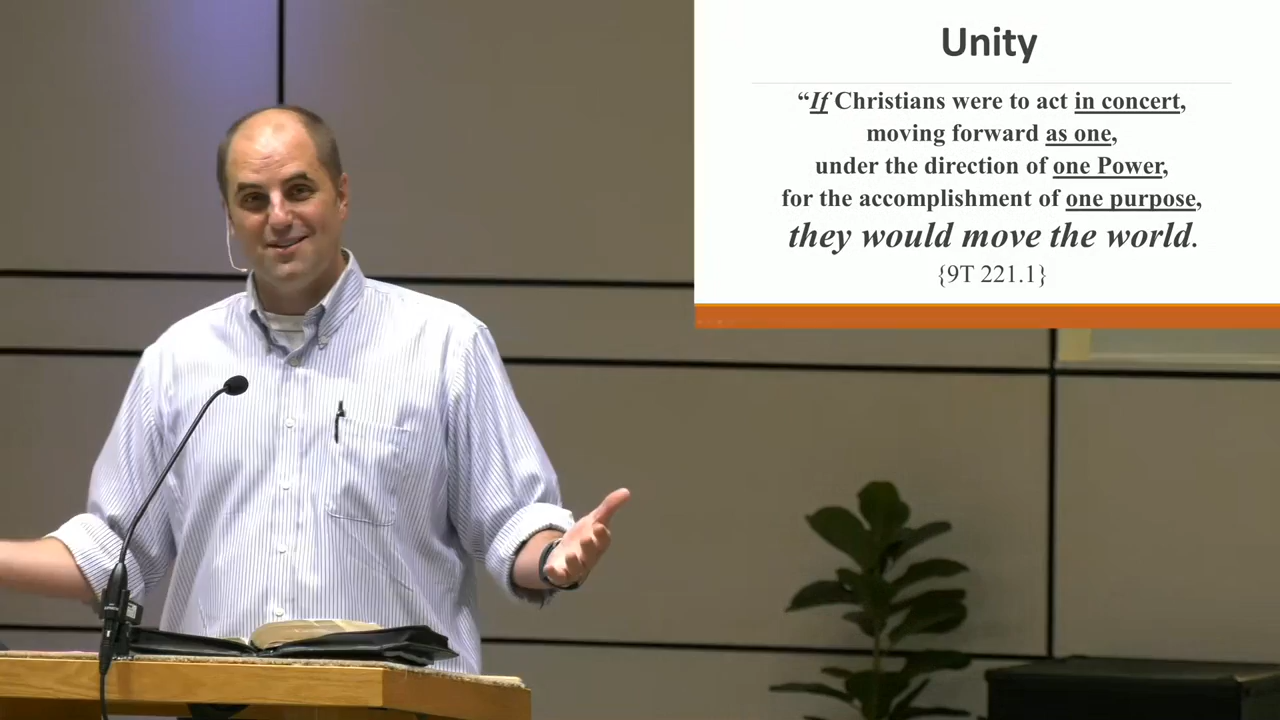 Unity
“If Christians were to act in concert,
moving forward as one,
under the direction of one Power,
for the accomplishment of one purpose,
they would move the world.
{9T 221.1}